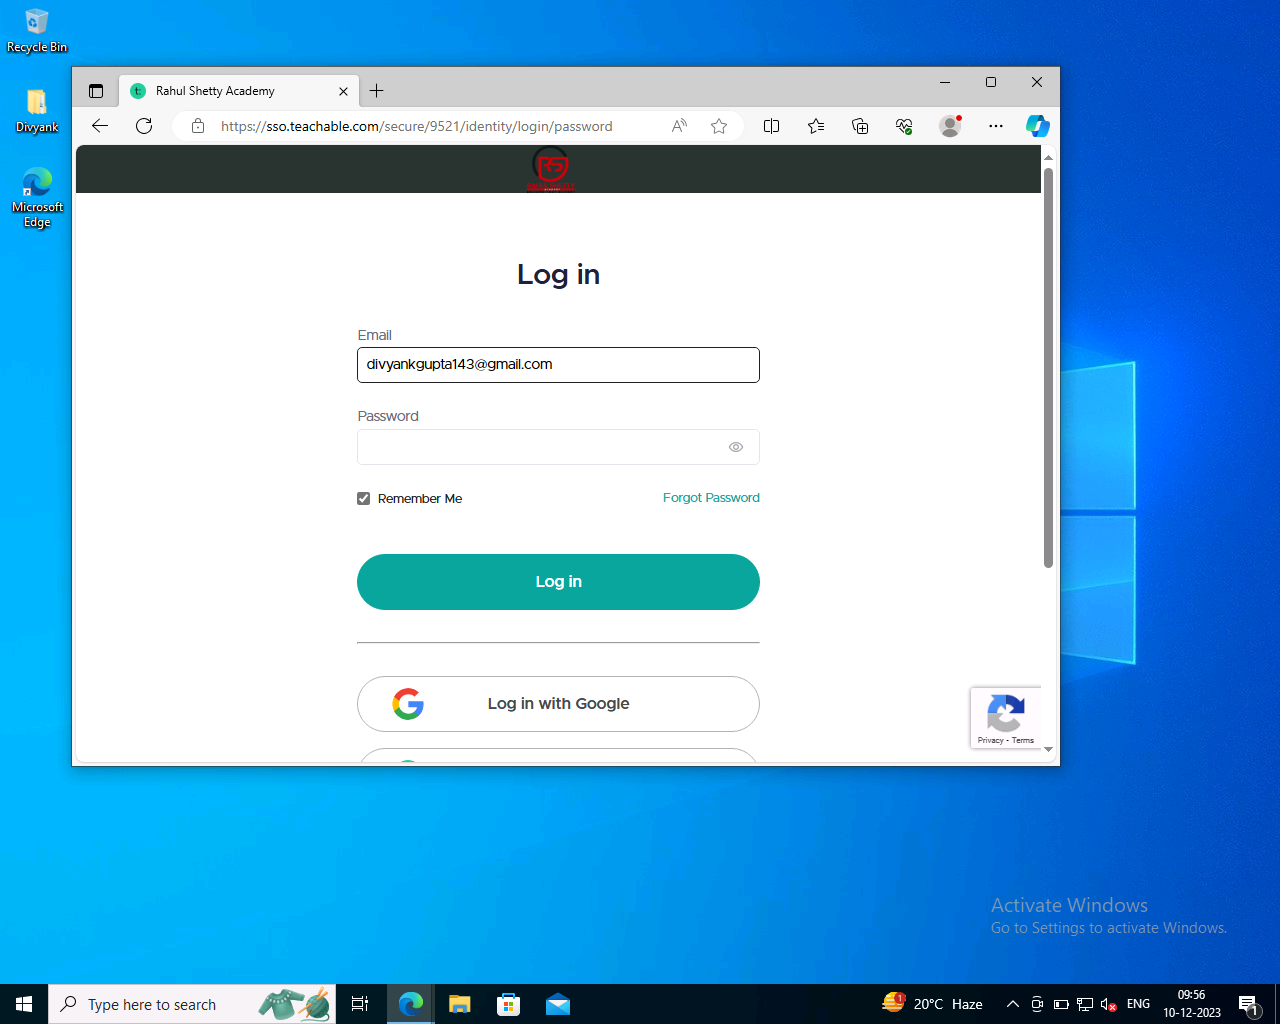 Recycle Bin
Divyank
Microsoft
Edge
Rahul Shetty Academy
https://sso.teachable.com/secure/9521/identity/login/password
Log in
Email
divyankgupta143@gmail.com
Password
Remember Me
Forgot Password
Log in
Log in with Google
Privacy - Terms
Activate Windows
Go to Settings to activate Windows.
Type here to search
1
20°C Haze
ENG
09:56
10-12-2023
1